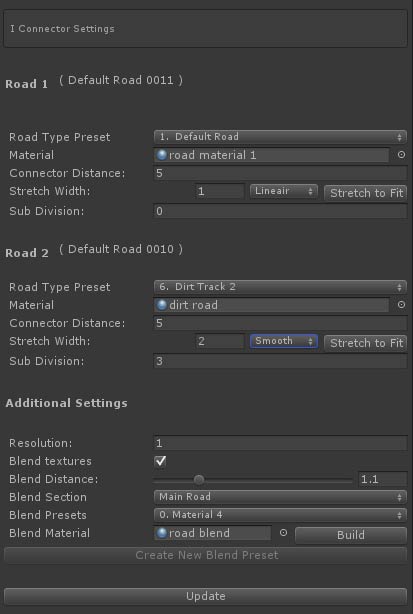 I Connector Settings
Road 1 ( Default Road 0011 )
Road Type Preset 1. Default Road
Material road material 1
Connector Distance: 5
Stretch Width: 1 Lineair Stretch to Fit
Sub Division: 0
Road 2 ( Default Road 0010 )
Road Type Preset 6. Dirt Track 2
Material dirt road
Connector Distance: 5
Stretch Width: 2 Smooth Stretch to Fit
Sub Division: 3
Additional Settings
Resolution: 1
Blend textures
Blend Distance: 1.1
Blend Section Main Road
Blend Presets 0. Material 4
Blend Material road blend Build
Create New Blend Preset
Update